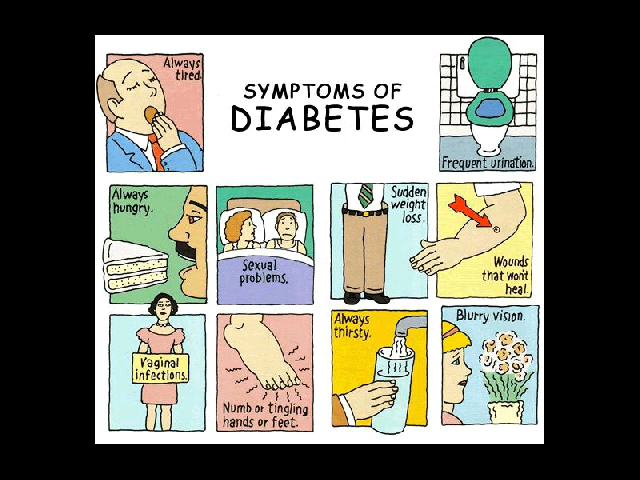 Always
tired.
SYMPTOMS OF
DIABETES
Frequent urination.
Always
hungry.
Sexual
problems.
Sudden
weight
loss.
Wounds
that won't
heal.
Vaginal
infections.
Numb or tingling
hands or feet.
Always
thirsty.
Blurry vision.